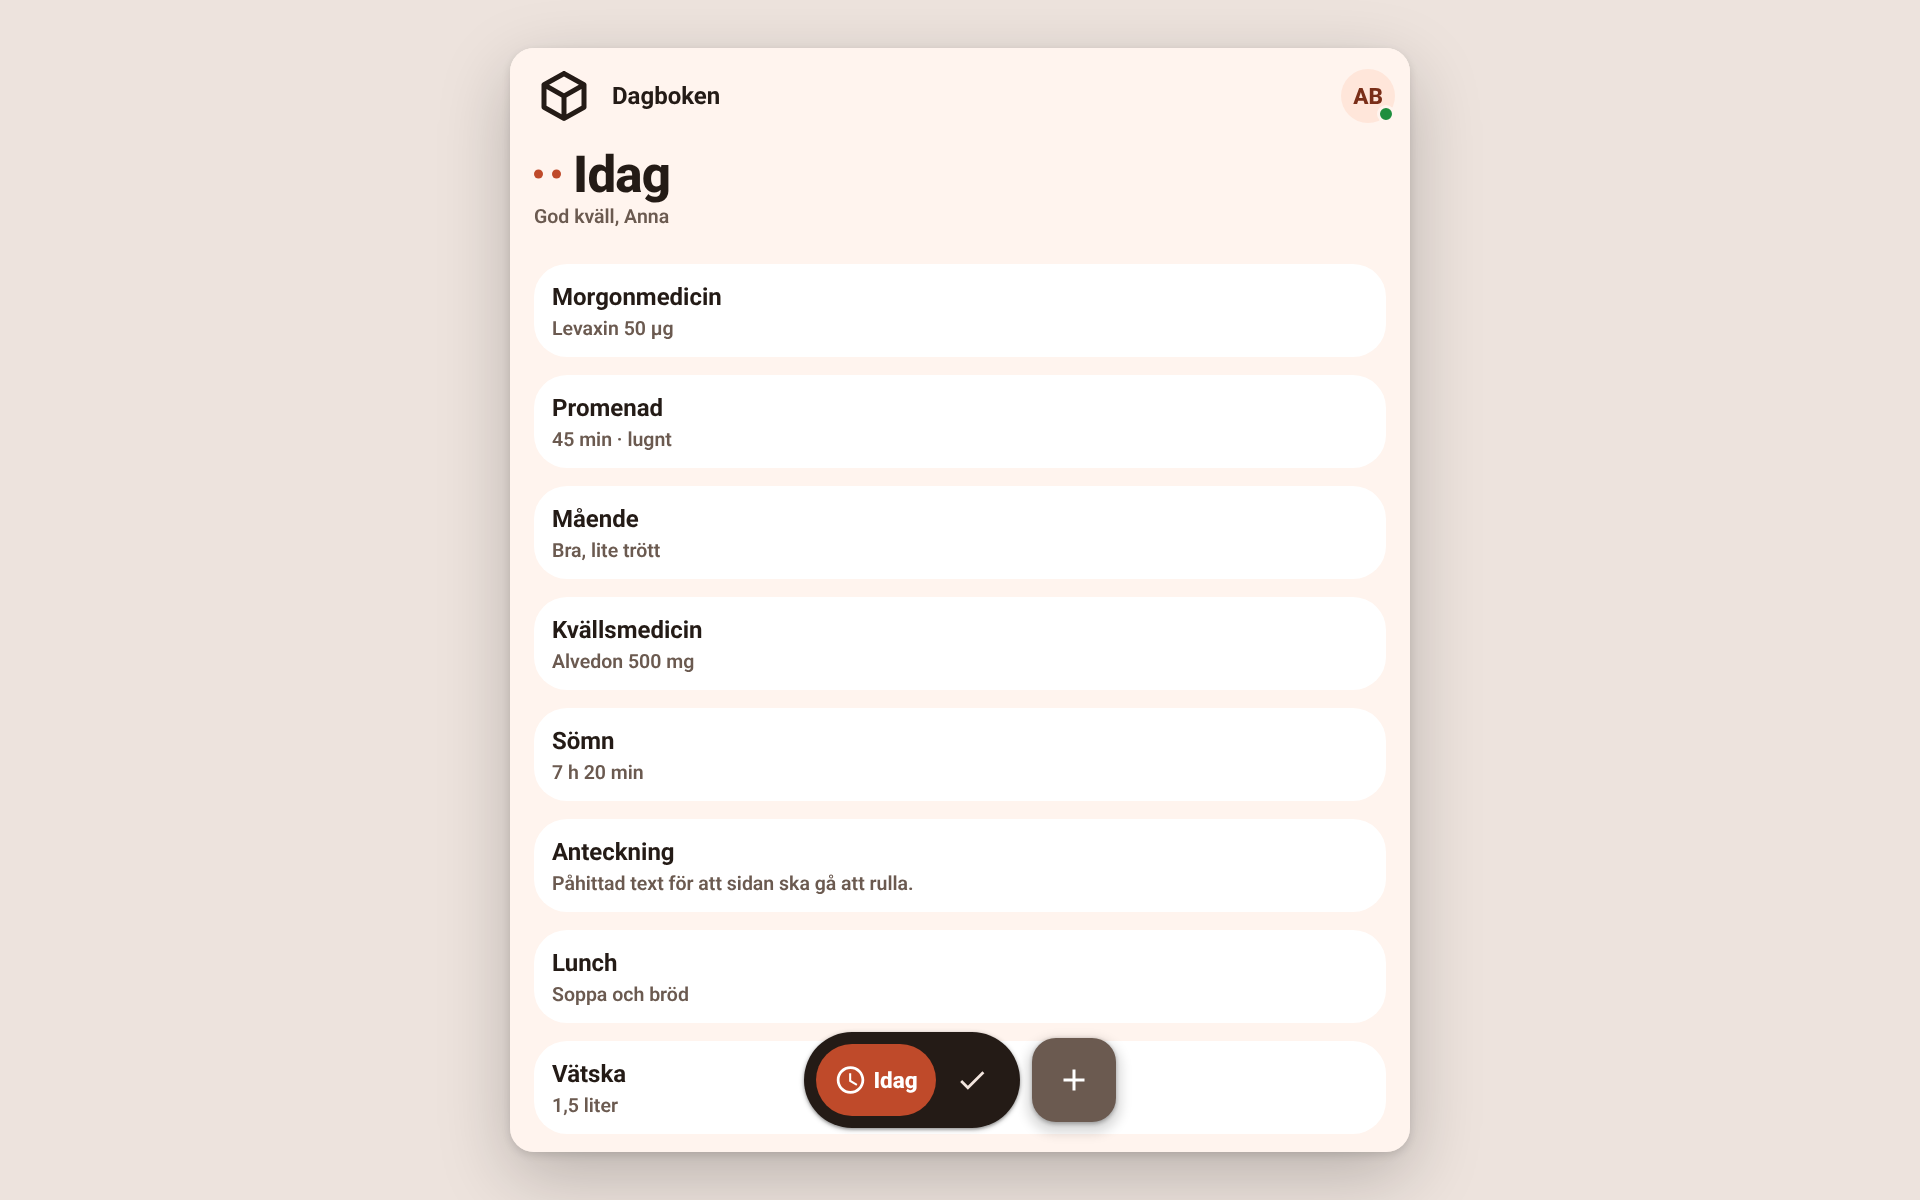 Dagboken
AB
Idag
God kväll, Anna
Morgonmedicin
Levaxin 50 µg
Promenad
45 min · lugnt
Mående
Bra, lite trött
Kvällsmedicin
Alvedon 500 mg
Sömn
7 h 20 min
Anteckning
Påhittad text för att sidan ska gå att rulla.
Lunch
Soppa och bröd
Vätska
1,5 liter
Idag